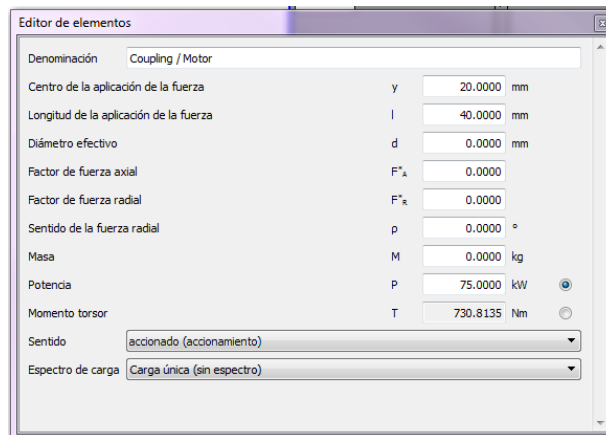 Editor de elementos
Denominación Coupling / Motor
Centro de la aplicación de la fuerza y 20.0000 mm
Longitud de la aplicación de la fuerza l 40.0000 mm
Diámetro efectivo d 0.0000 mm
Factor de fuerza axial F*A 0.0000
Factor de fuerza radial F*R 0.0000
Sentido de la fuerza radial ρ 0.0000 °
Masa M 0.0000 kg
Potencia P 75.0000 kW
Momento torsor T 730.8135 Nm
Sentido accionado (accionamiento)
Espectro de carga Carga única (sin espectro)